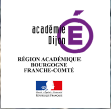 académie
Dijon
RÉGION ACADÉMIQUE
BOURGOGNE
FRANCHE-COMTÉ